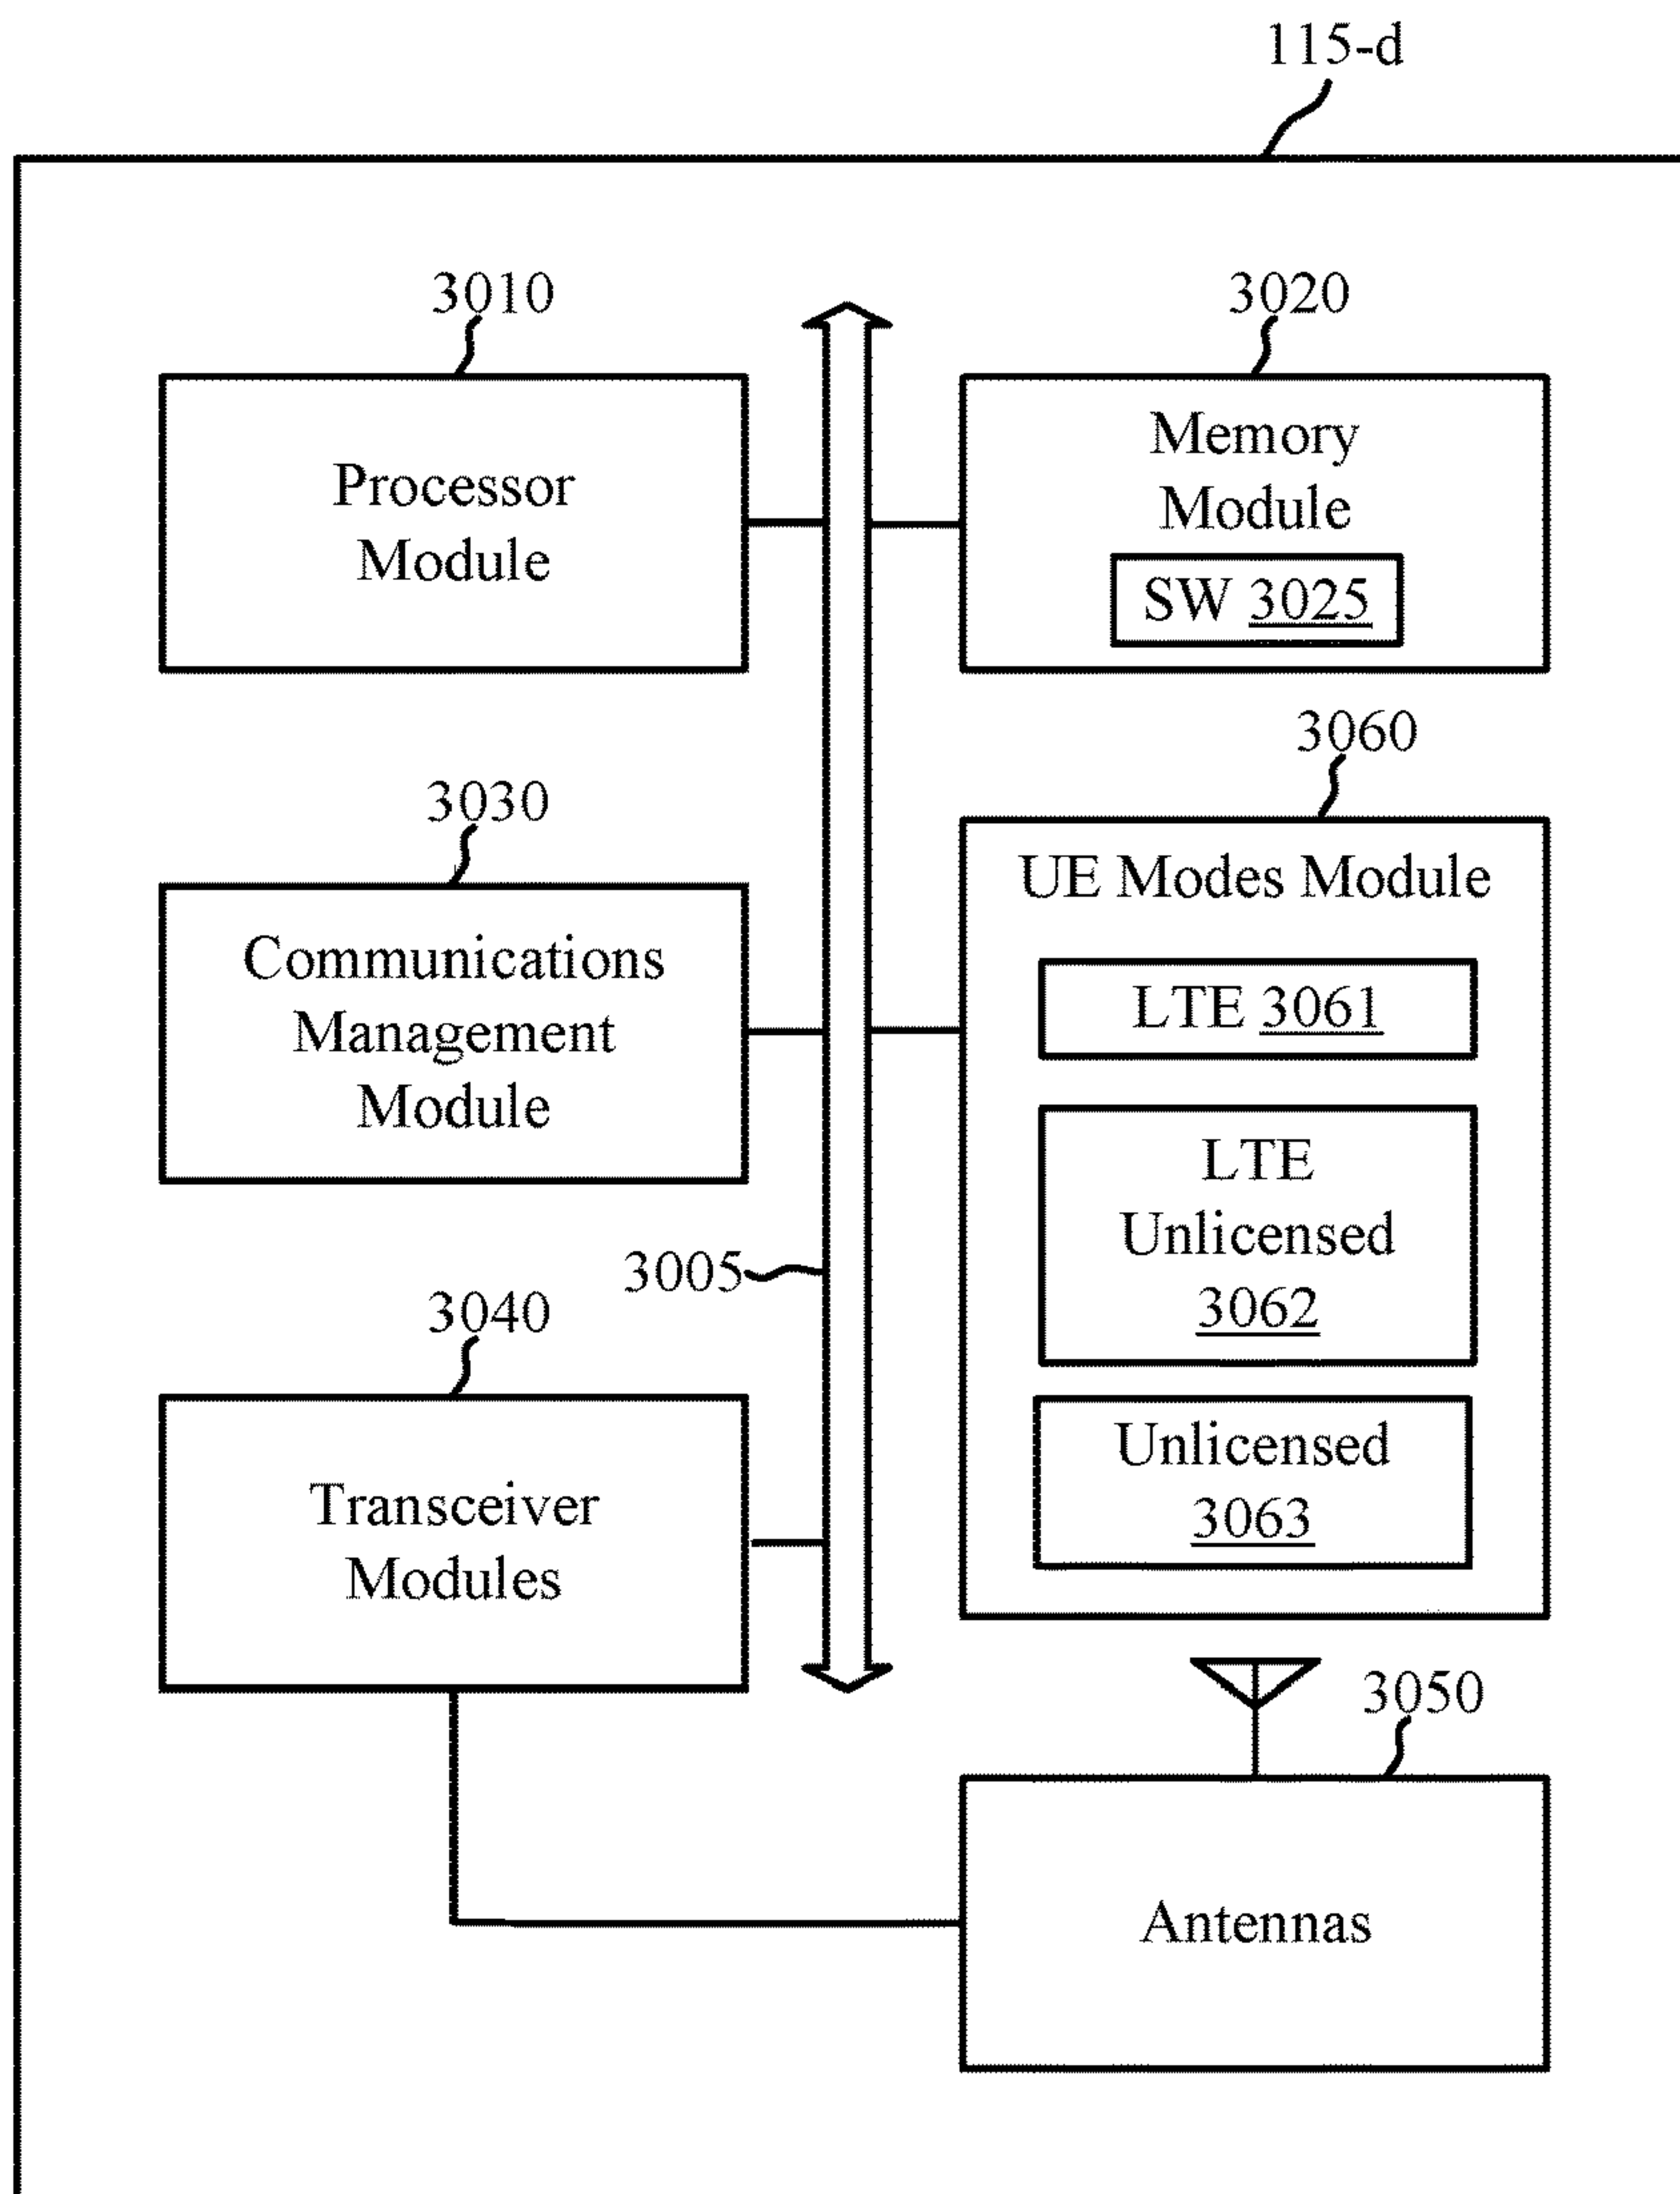 115-d
3010
3020
Processor
Module
Memory
Module
SW 3025
3030
3060
Communications
Management
Module
UE Modes Module
LTE 3061
LTE
Unlicensed
3062
3005
3040
Unlicensed
3063
Transceiver
Modules
3050
Antennas